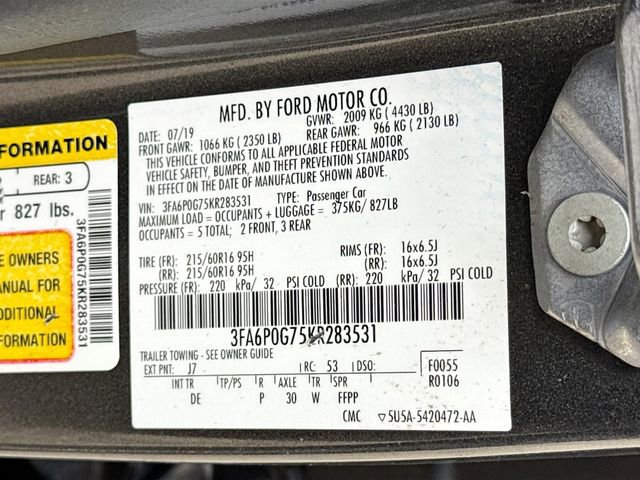 FORMATION
REAR: 3
827 lbs.
E OWNERS
ANUAL FOR
DDITIONAL
3FA6P0G75KR283531
MFD. BY FORD MOTOR CO.
DATE: 07/19 GVWR: 2009 KG ( 4430 LB)
FRONT GAWR: 1066 KG ( 2350 LB) REAR GAWR: 966 KG ( 2130 LB)
THIS VEHICLE CONFORMS TO ALL APPLICABLE FEDERAL MOTOR
VEHICLE SAFETY, BUMPER, AND THEFT PREVENTION STANDARDS
IN EFFECT ON THE DATE OF MANUFACTURE SHOWN ABOVE.
VIN: 3FA6P0G75KR283531 TYPE: Passenger Car
MAXIMUM LOAD = OCCUPANTS + LUGGAGE = 375KG/ 827LB
OCCUPANTS = 5 TOTAL; 2 FRONT, 3 REAR
TIRE (FR): 215/60R16 95H RIMS (FR): 16x6.5J
(RR): 215/60R16 95H (RR): 16x6.5J
PRESSURE (FR): 220 kPa/ 32 PSI COLD (RR): 220 kPa/ 32 PSI COLD
3FA6P0G75KR283531
TRAILER TOWING - SEE OWNER GUIDE
EXT PNT: J7 RC: 53 DSO: F0055
INT TR TP/PS R AXLE TR SPR R0106
DE P 30 W FFPP
CMC ▽5U5A-5420472-AA